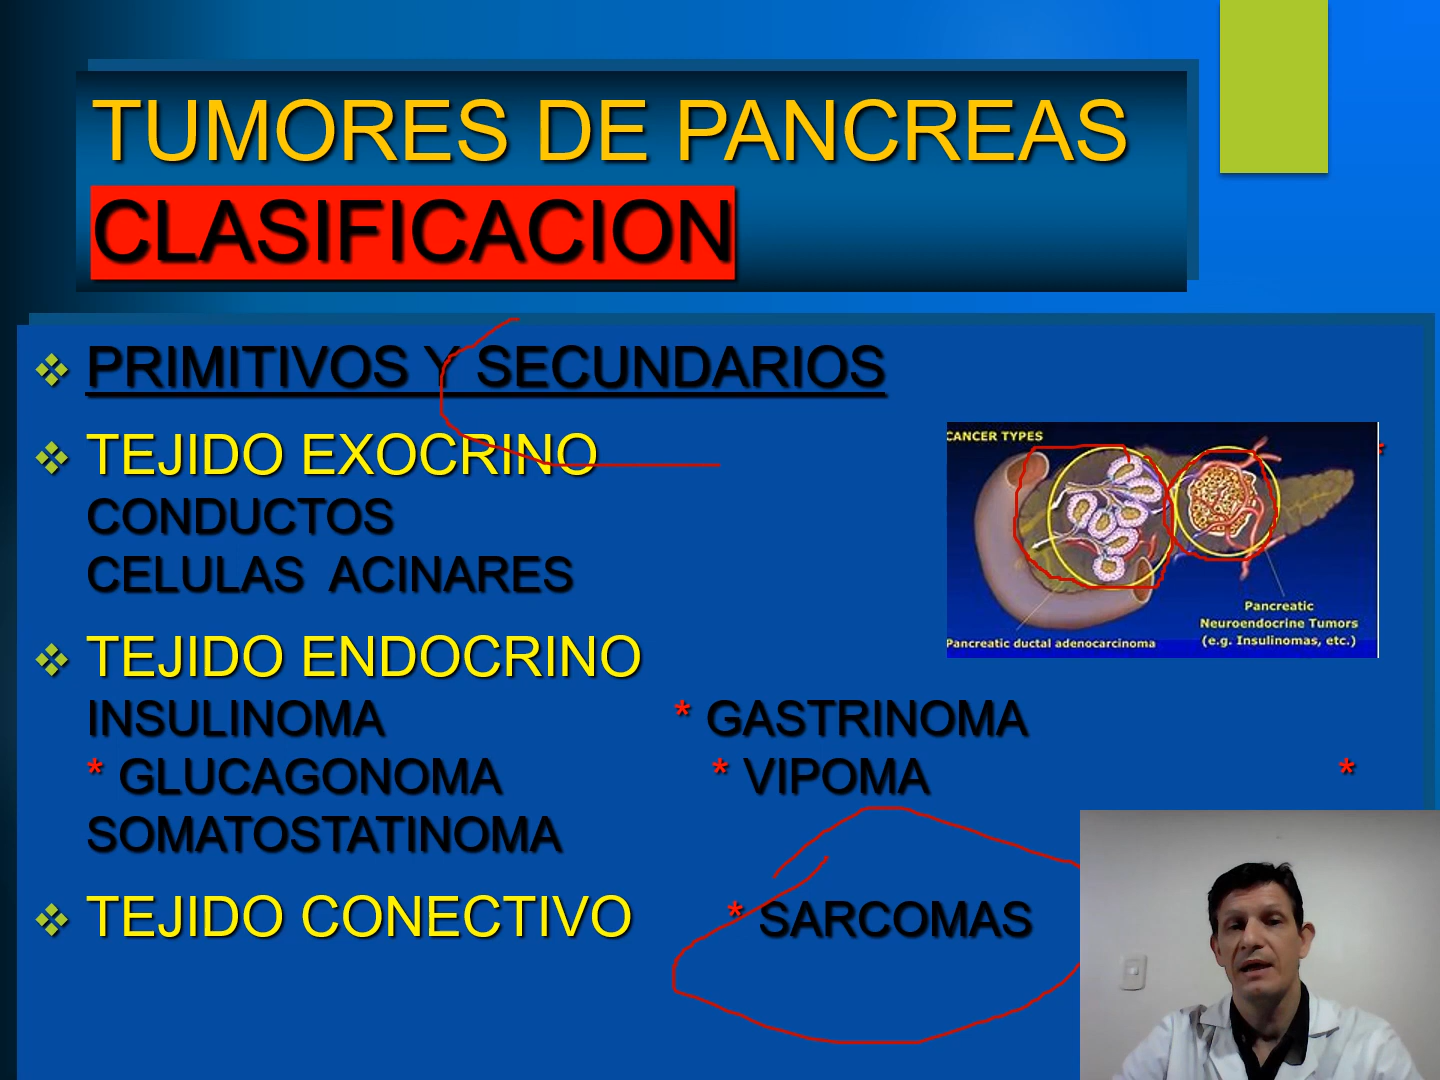 TUMORES DE PANCREAS
CLASIFICACION
❖ PRIMITIVOS Y SECUNDARIOS
❖ TEJIDO EXOCRINO *
CONDUCTOS
CELULAS ACINARES
CANCER TYPES
Pancreatic ductal adenocarcinoma
Pancreatic
Neuroendocrine Tumors
(e.g. Insulinomas, etc.)
❖ TEJIDO ENDOCRINO
INSULINOMA * GASTRINOMA
* GLUCAGONOMA * VIPOMA *
SOMATOSTATINOMA
❖ TEJIDO CONECTIVO * SARCOMAS